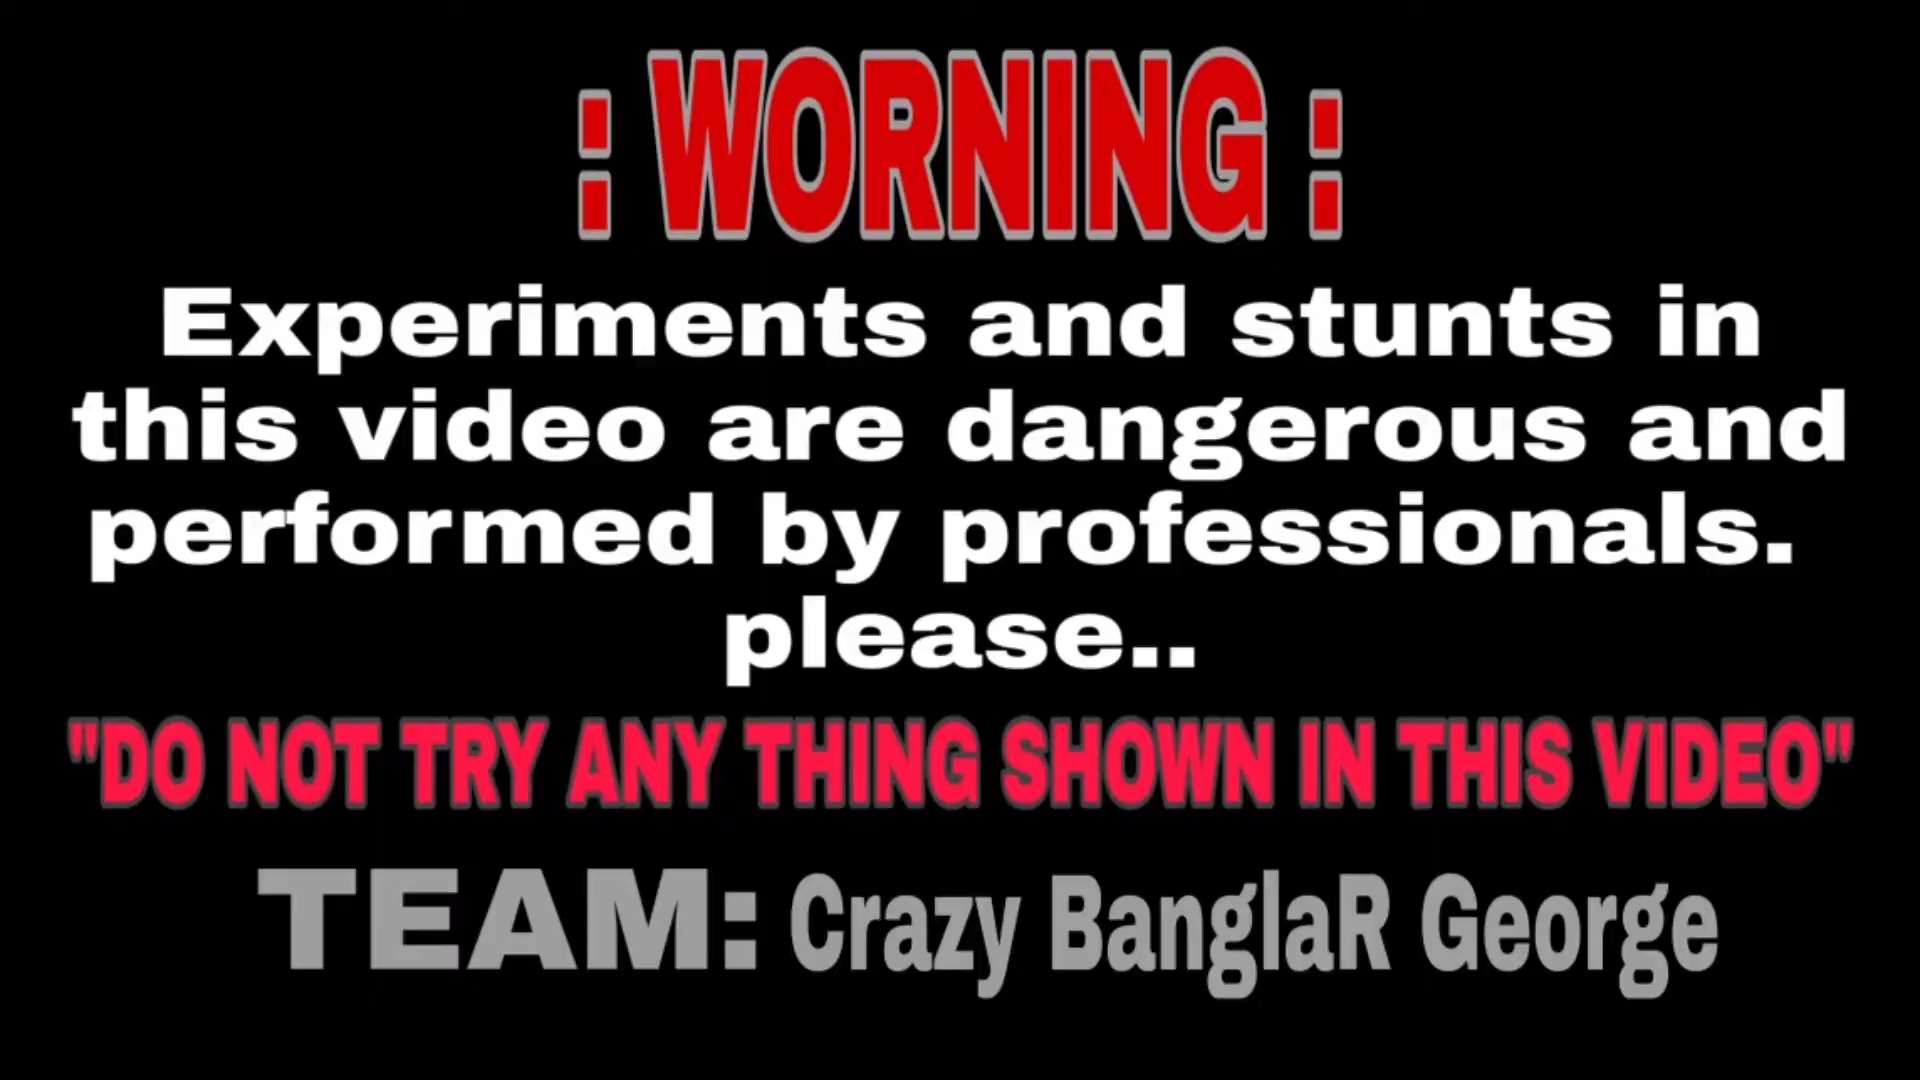 : WORNING :
Experiments and stunts in
this video are dangerous and
performed by professionals.
please..
"DO NOT TRY ANY THING SHOWN IN THIS VIDEO"
TEAM: Crazy BanglaR George